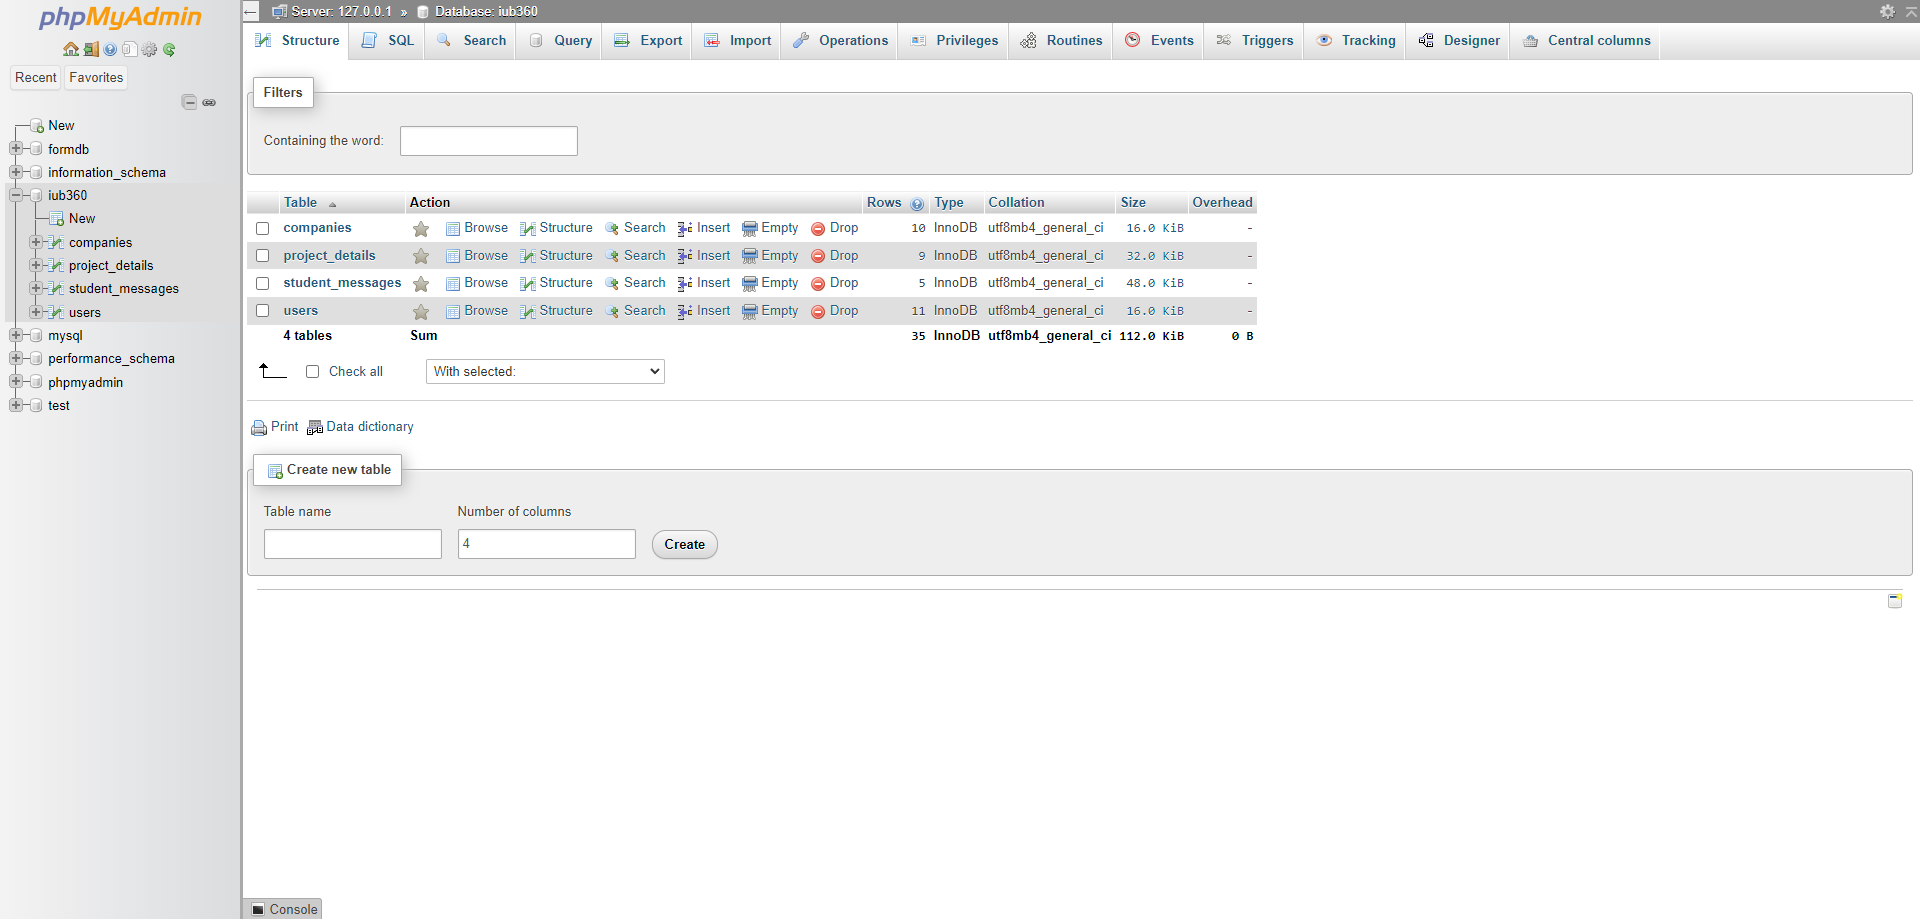 phpMyAdmin
Recent Favorites
New
formdb
information_schema
iub360
New
companies
project_details
student_messages
users
mysql
performance_schema
phpmyadmin
test
Server: 127.0.0.1 » Database: iub360
Structure SQL Search Query Export Import Operations Privileges Routines Events Triggers Tracking Designer Central columns
Filters
Containing the word:
Table Action Rows Type Collation Size Overhead
companies Browse Structure Search Insert Empty Drop 10 InnoDB utf8mb4_general_ci 16.0 KiB -
project_details Browse Structure Search Insert Empty Drop 9 InnoDB utf8mb4_general_ci 32.0 KiB -
student_messages Browse Structure Search Insert Empty Drop 5 InnoDB utf8mb4_general_ci 48.0 KiB -
users Browse Structure Search Insert Empty Drop 11 InnoDB utf8mb4_general_ci 16.0 KiB -
4 tables Sum 35 InnoDB utf8mb4_general_ci 112.0 KiB 0 B
Check all With selected:
Print Data dictionary
Create new table
Table name Number of columns
4 Create
Console